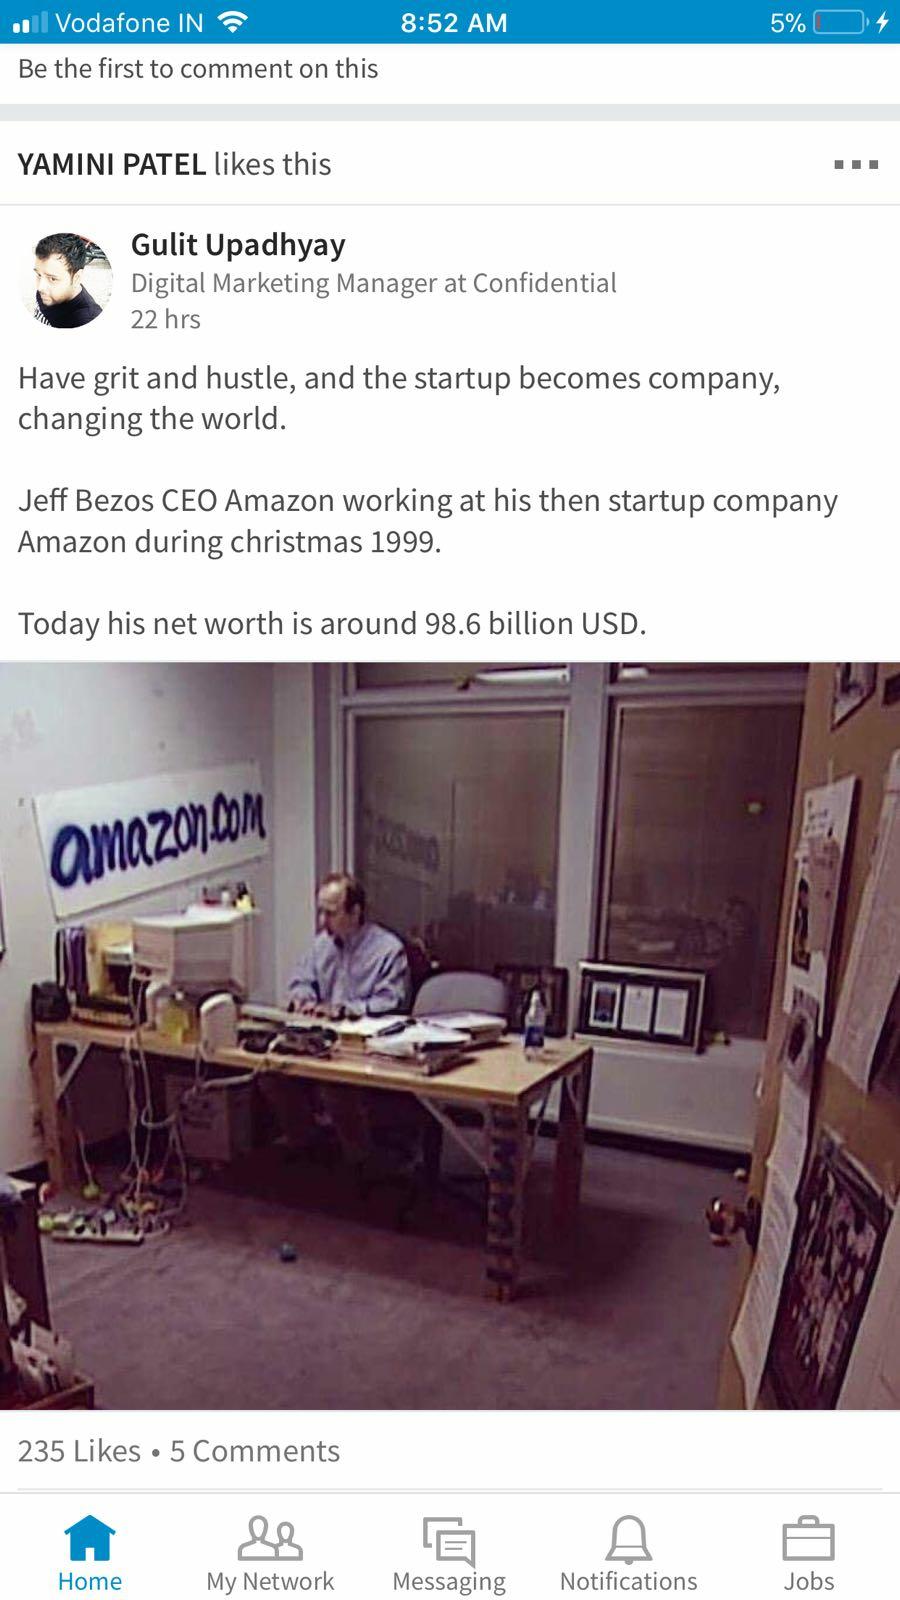 Vodafone IN
8:52 AM
5%
Be the first to comment on this
YAMINI PATEL likes this
Gulit Upadhyay
Digital Marketing Manager at Confidential
22 hrs
Have grit and hustle, and the startup becomes company,
changing the world.
Jeff Bezos CEO Amazon working at his then startup company
Amazon during christmas 1999.
Today his net worth is around 98.6 billion USD.
amazon.com
235 Likes • 5 Comments
Home
My Network
Messaging
Notifications
Jobs